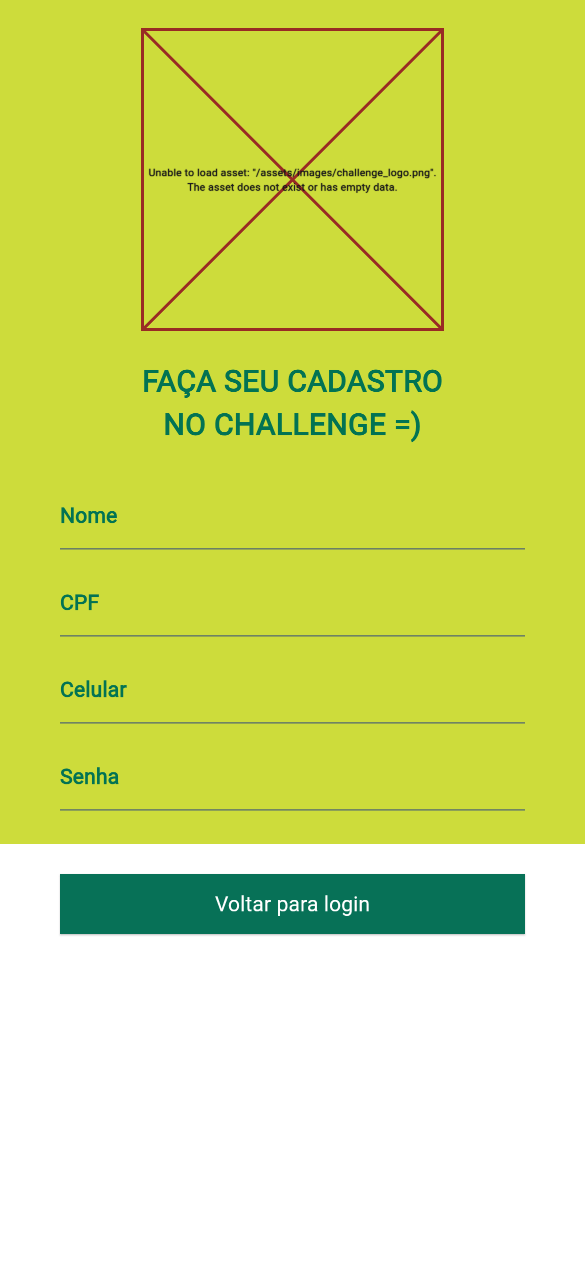 Unable to load asset: "/assets/images/challenge_logo.png".
The asset does not exist or has empty data.
FAÇA SEU CADASTRO
NO CHALLENGE =)
Nome
CPF
Celular
Senha
Voltar para login